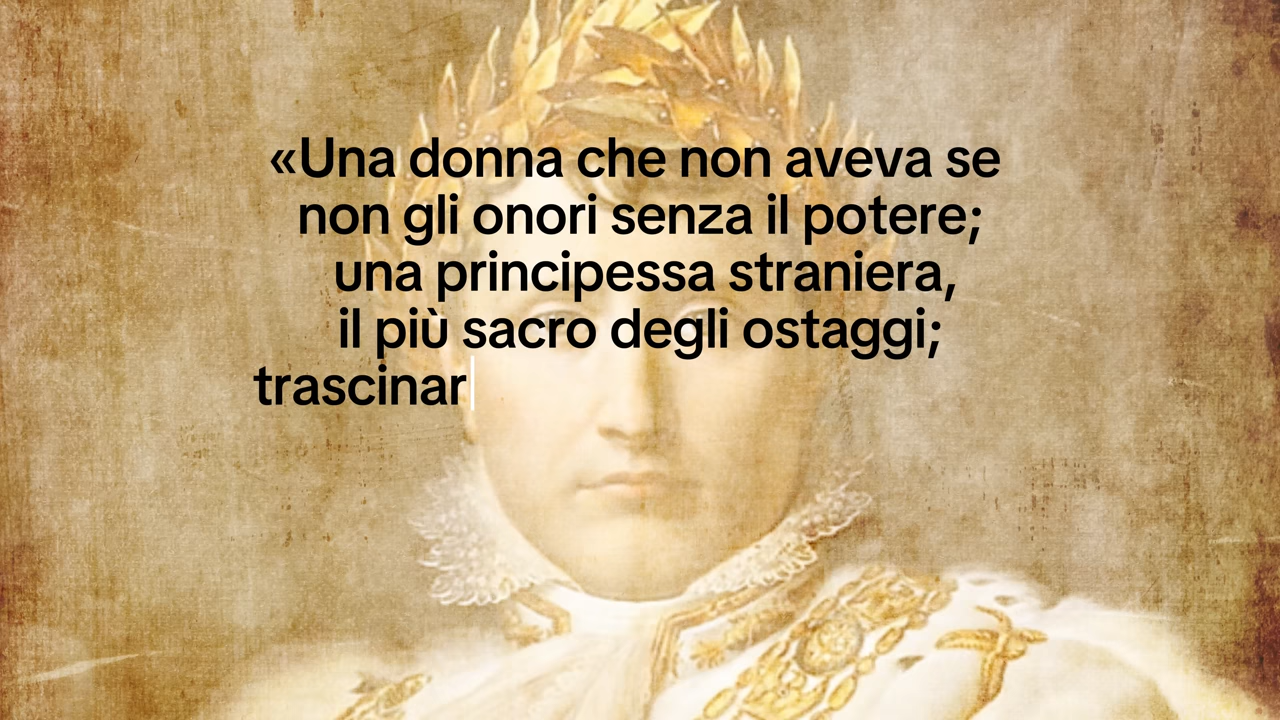 «Una donna che non aveva se
non gli onori senza il potere;
una principessa straniera,
il più sacro degli ostaggi;
trascinar